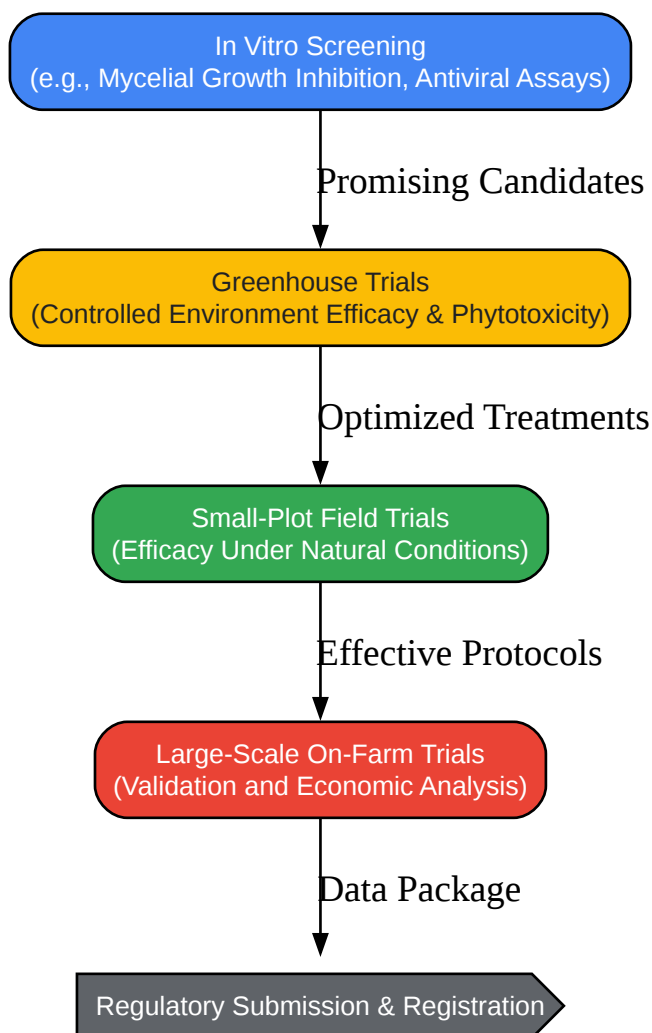 In Vitro Screening
(e.g., Mycelial Growth Inhibition, Antiviral Assays)
Promising Candidates
Greenhouse Trials
(Controlled Environment Efficacy & Phytotoxicity)
Optimized Treatments
Small-Plot Field Trials
(Efficacy Under Natural Conditions)
Effective Protocols
Large-Scale On-Farm Trials
(Validation and Economic Analysis)
Data Package
Regulatory Submission & Registration